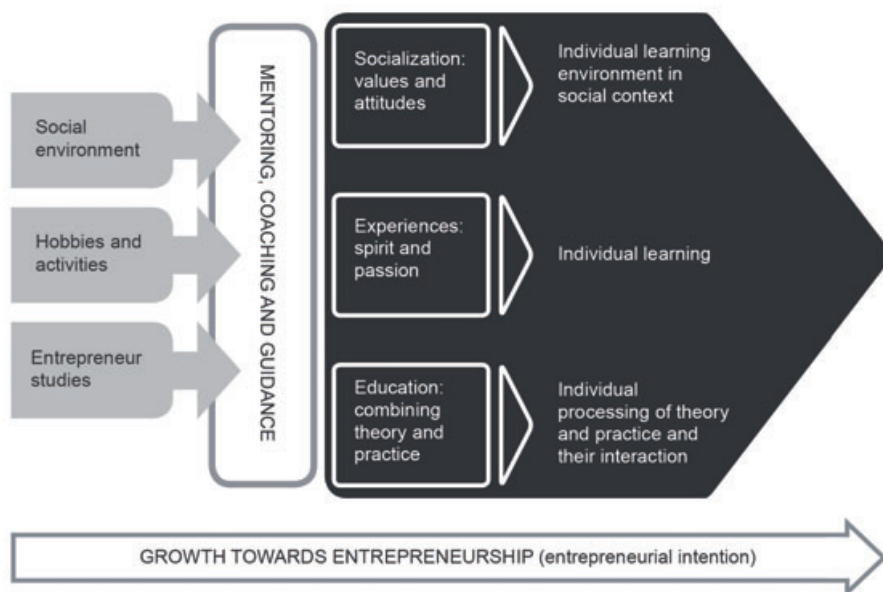 Social
environment
Hobbies and
activities
Entrepreneur
studies
MENTORING, COACHING AND GUIDANCE
Socialization:
values and
attitudes
Individual learning
environment in
social context
Experiences:
spirit and
passion
Individual learning
Education:
combining
theory and
practice
Individual
processing of theory
and practice and
their interaction
GROWTH TOWARDS ENTREPRENEURSHIP (entrepreneurial intention)